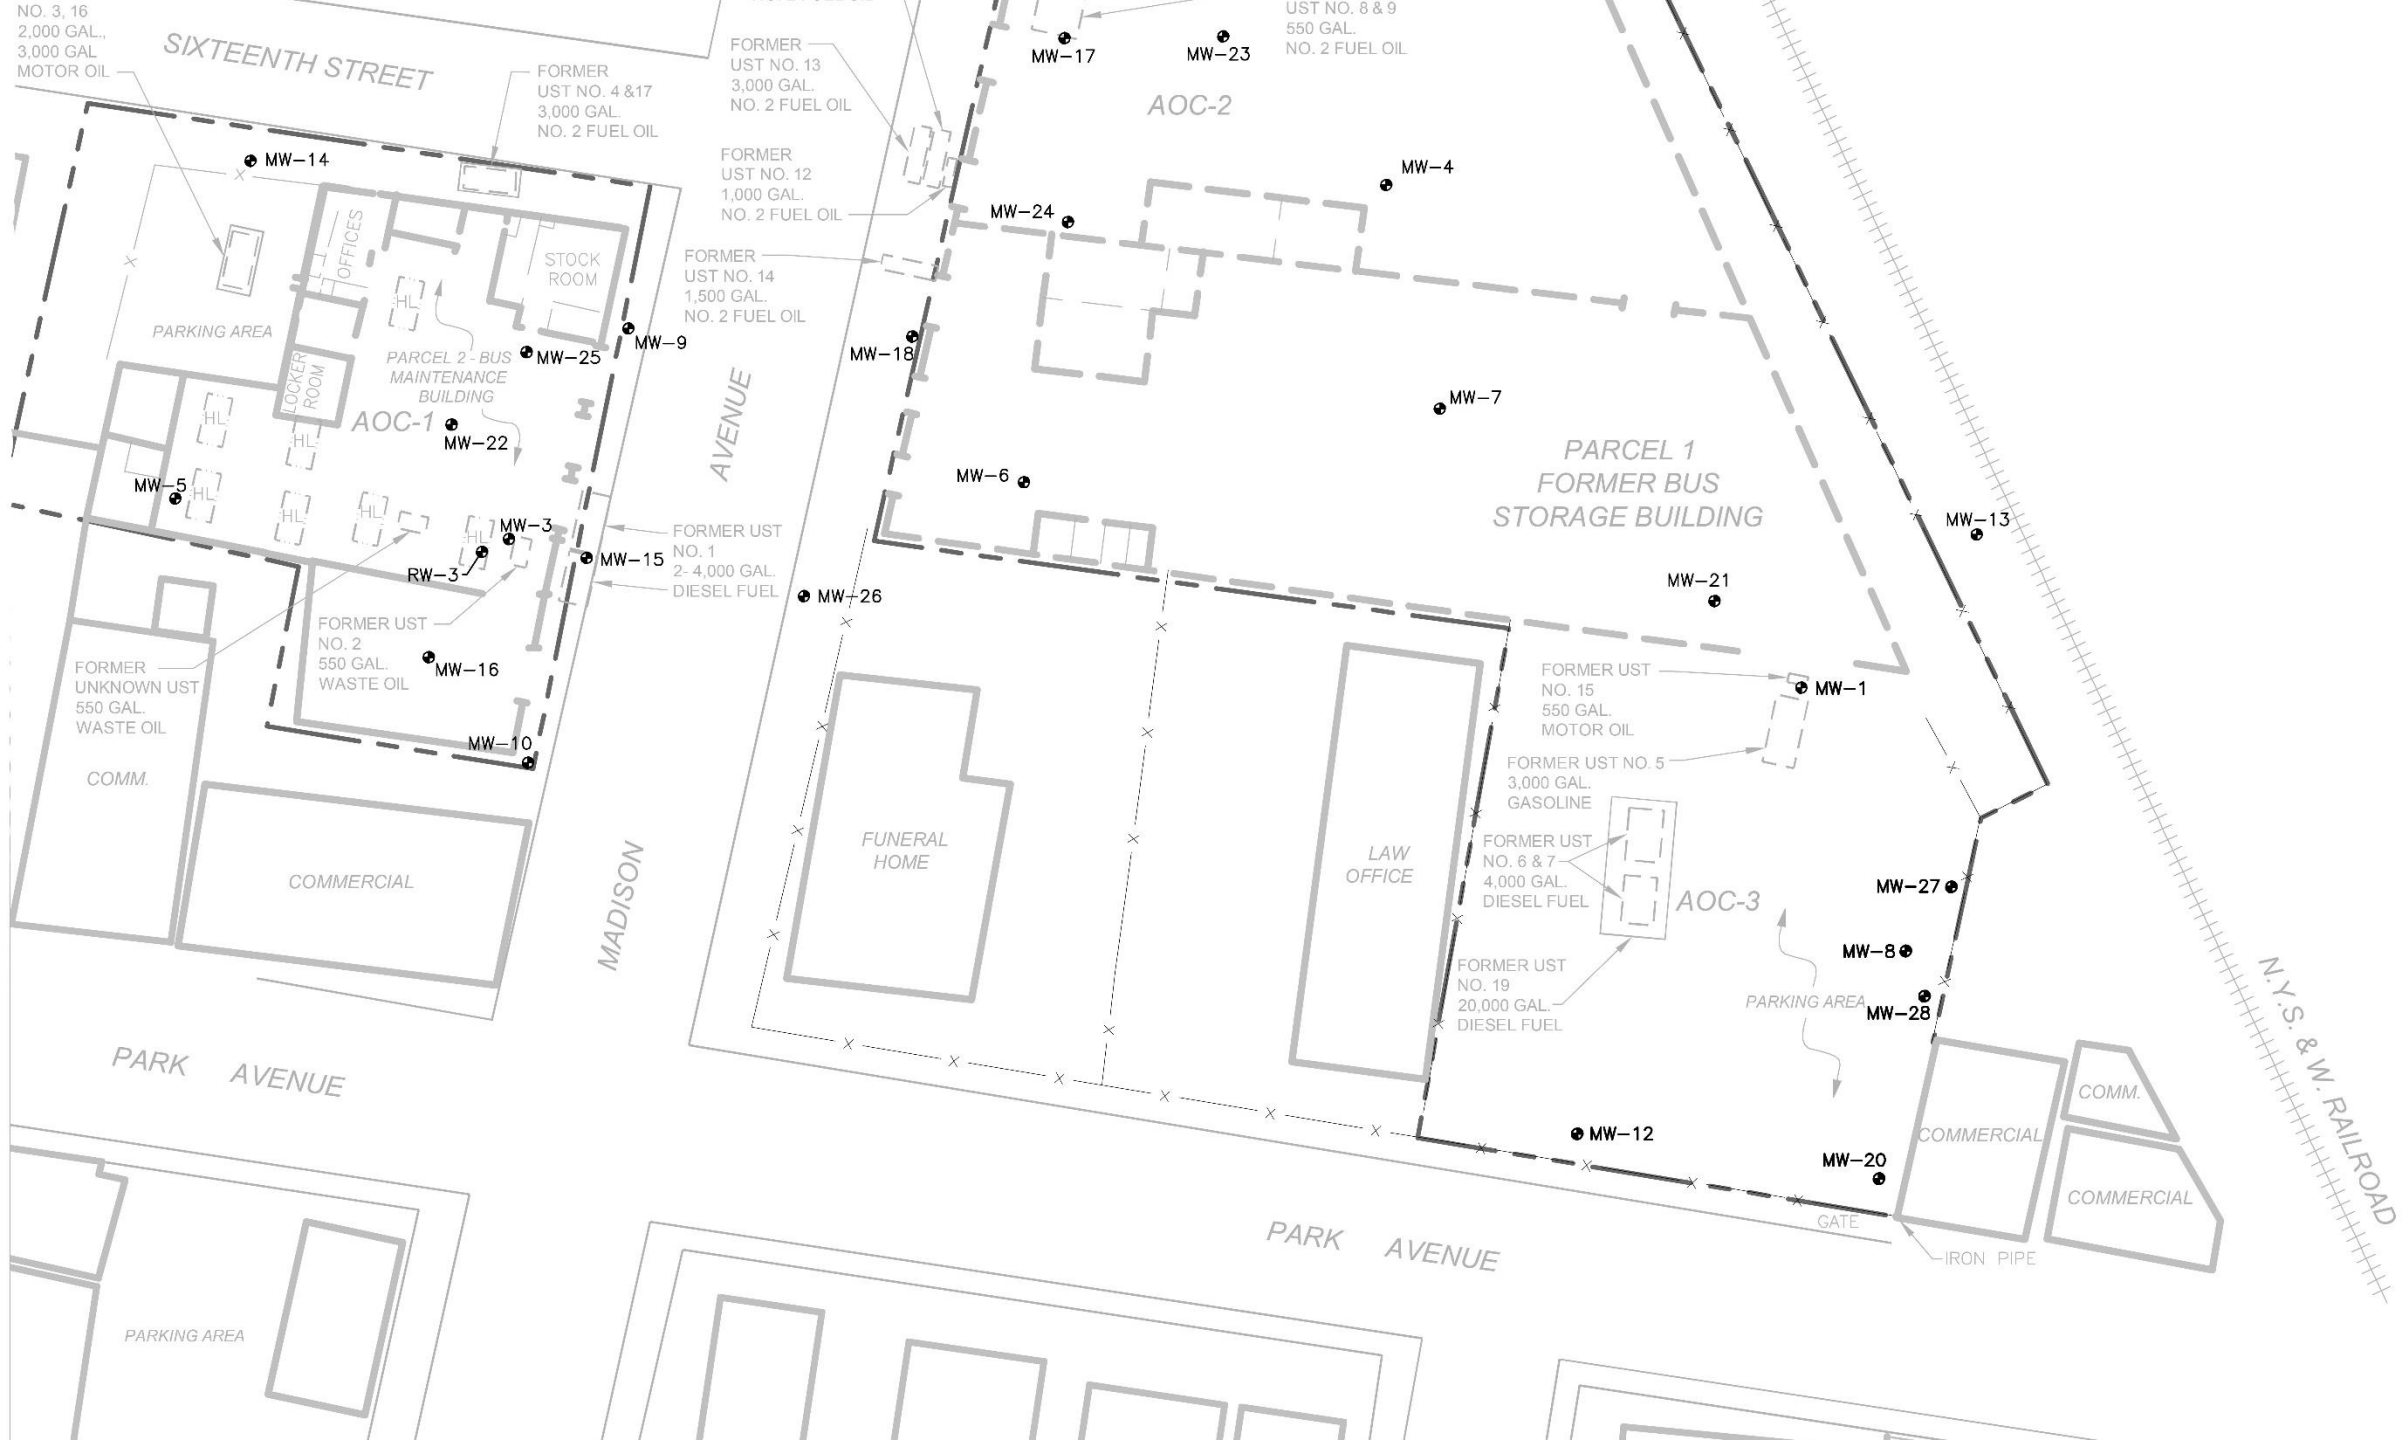 NO. 3, 16
2,000 GAL.,
3,000 GAL
MOTOR OIL
SIXTEENTH STREET
FORMER
UST NO. 4 &17
3,000 GAL.
NO. 2 FUEL OIL
FORMER
UST NO. 13
3,000 GAL.
NO. 2 FUEL OIL
UST NO. 8 & 9
550 GAL.
NO. 2 FUEL OIL
MW-17
MW-23
AOC-2
MW-14
FORMER
UST NO. 12
1,000 GAL.
NO. 2 FUEL OIL
MW-4
MW-24
OFFICES
STOCK
ROOM
HL
FORMER
UST NO. 14
1,500 GAL.
NO. 2 FUEL OIL
PARKING AREA
MW-9
MW-25
MW-18
PARCEL 2 - BUS
MAINTENANCE
BUILDING
LOCKER
ROOM
AOC-1
HL
HL
MW-22
AVENUE
MW-7
PARCEL 1
FORMER BUS
STORAGE BUILDING
MW-6
MW-5
HL
HL
HL
HL
MW-3
RW-3
MW-15
FORMER UST
NO. 1
2- 4,000 GAL.
DIESEL FUEL
MW-26
MW-13
MW-21
FORMER UST
NO. 2
550 GAL.
WASTE OIL
MW-16
FORMER
UNKNOWN UST
550 GAL.
WASTE OIL
FORMER UST
NO. 15
550 GAL.
MOTOR OIL
MW-1
MW-10
COMM.
FORMER UST NO. 5
3,000 GAL.
GASOLINE
COMMERCIAL
MADISON
FUNERAL
HOME
LAW
OFFICE
FORMER UST
NO. 6 & 7
4,000 GAL.
DIESEL FUEL
AOC-3
MW-27
MW-8
FORMER UST
NO. 19
20,000 GAL.
DIESEL FUEL
PARKING AREA
MW-28
N.Y.S. & W. RAILROAD
PARK AVENUE
COMM.
COMMERCIAL
MW-12
MW-20
COMMERCIAL
GATE
IRON PIPE
PARK AVENUE
PARKING AREA